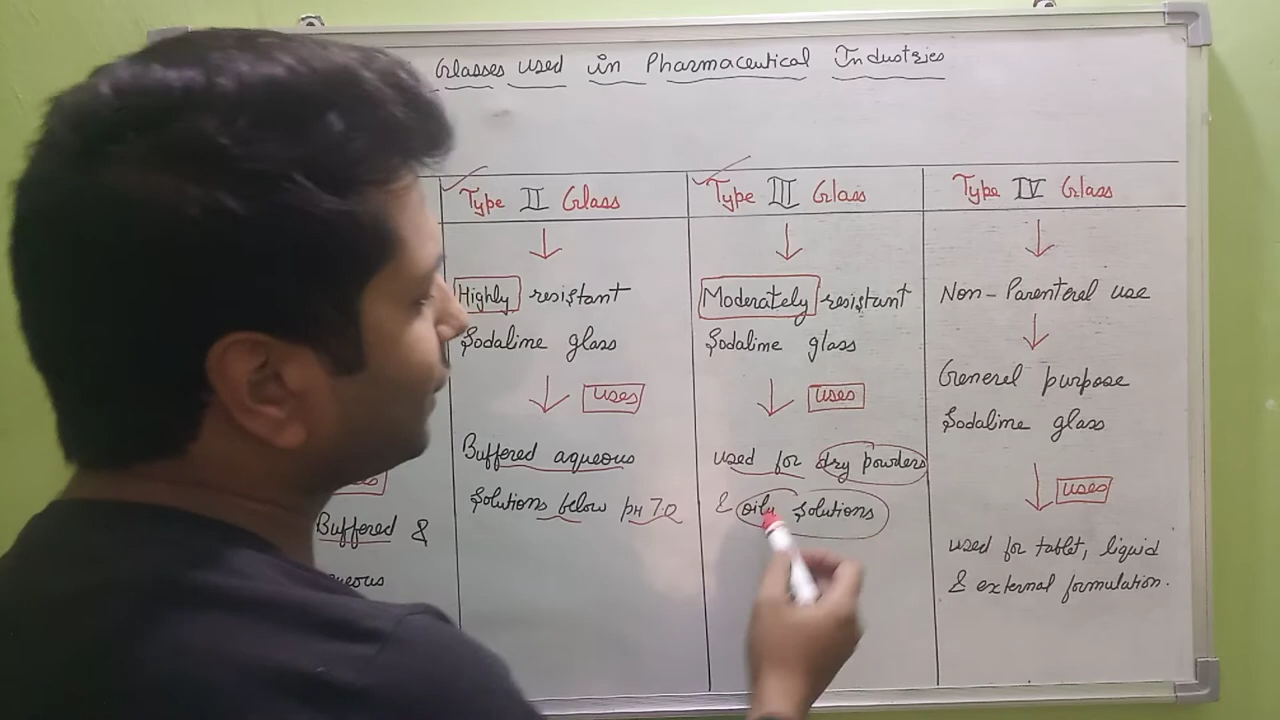 Glasses used in Pharmaceutical Industries
Type II Glass
Highly resistant
Sodalime glass
uses
Buffered aqueous
Solutions below pH 7.0
Type III Glass
Moderately resistant
Sodalime glass
uses
used for dry powders
& oily solutions
Type IV Glass
Non-Parenteral use
Generel purpose
Sodalime glass
uses
used for tablet, liquid
& external formulation.
Buffered &